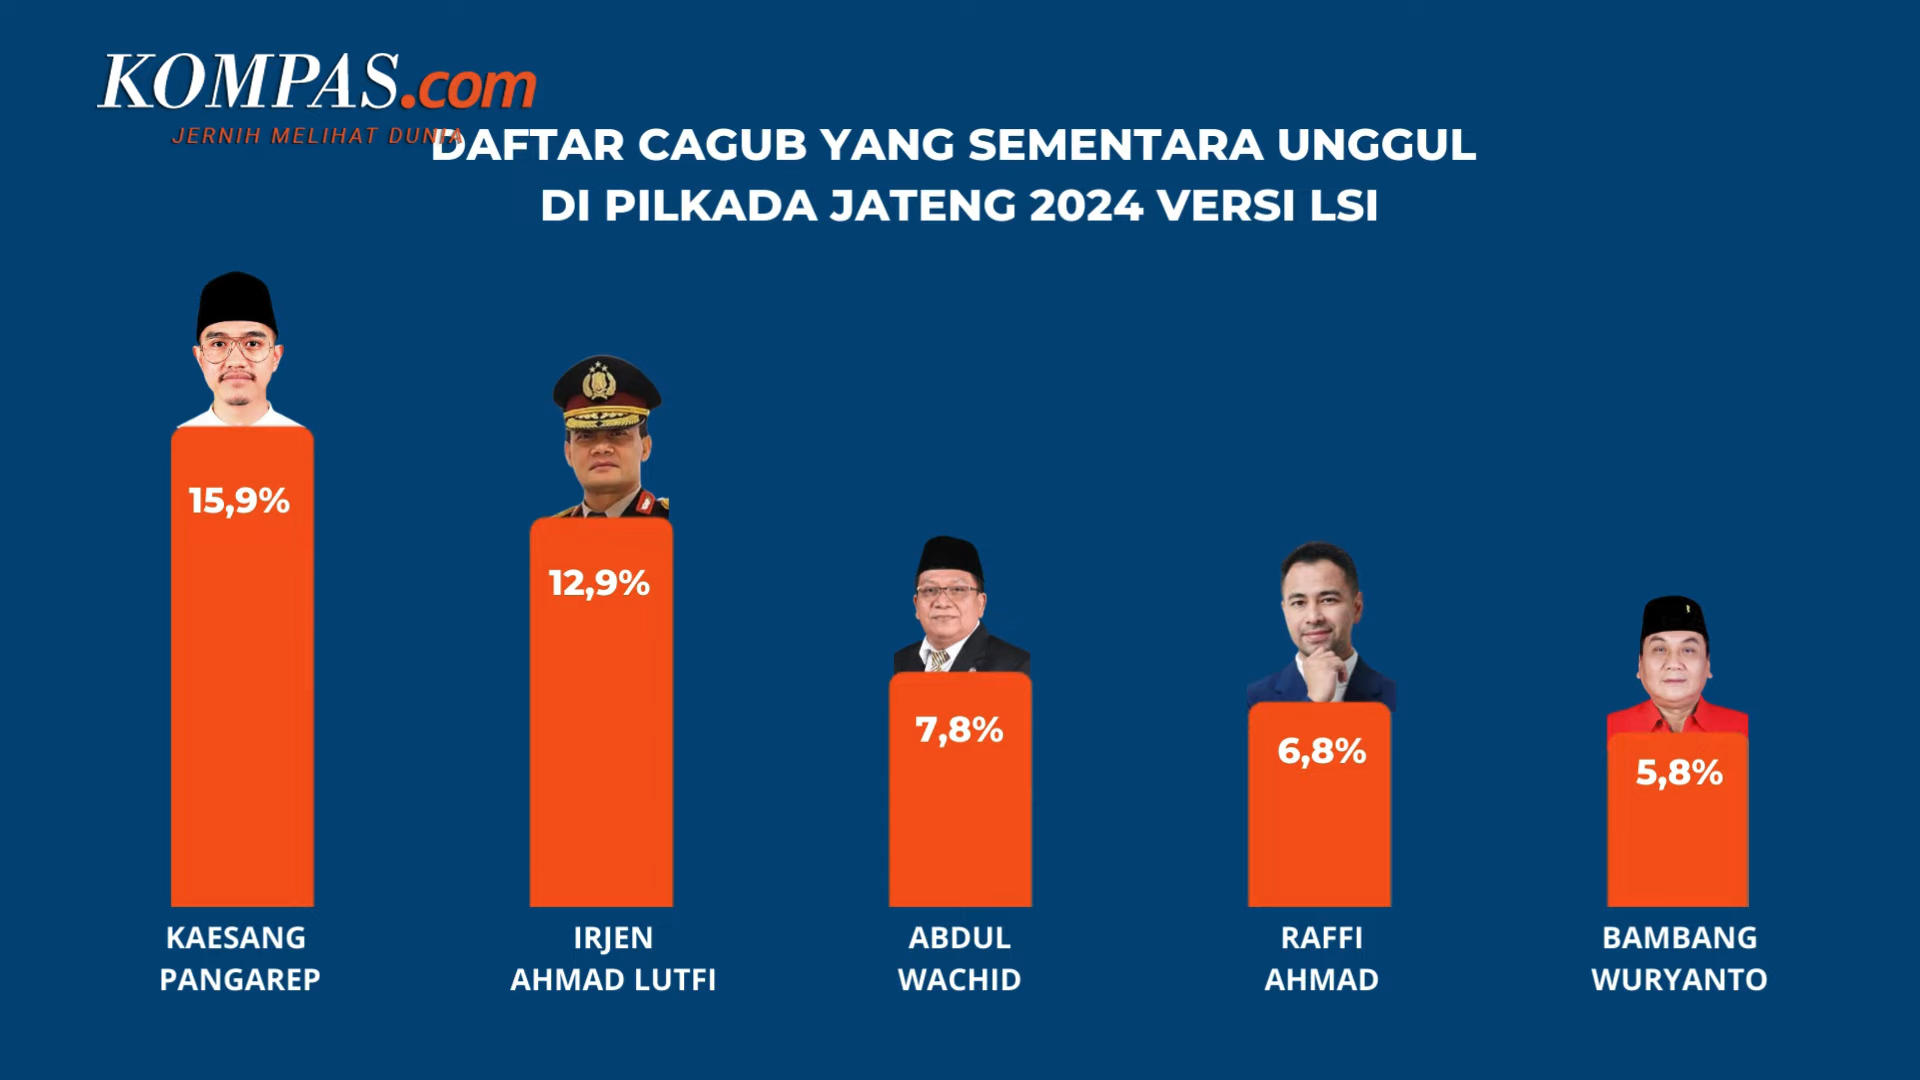 KOMPAS.com
JERNIH MELIHAT DUNIA
DAFTAR CAGUB YANG SEMENTARA UNGGUL
DI PILKADA JATENG 2024 VERSI LSI
15,9%
12,9%
7,8%
6,8%
5,8%
KAESANG
PANGAREP
IRJEN
AHMAD LUTFI
ABDUL
WACHID
RAFFI
AHMAD
BAMBANG
WURYANTO